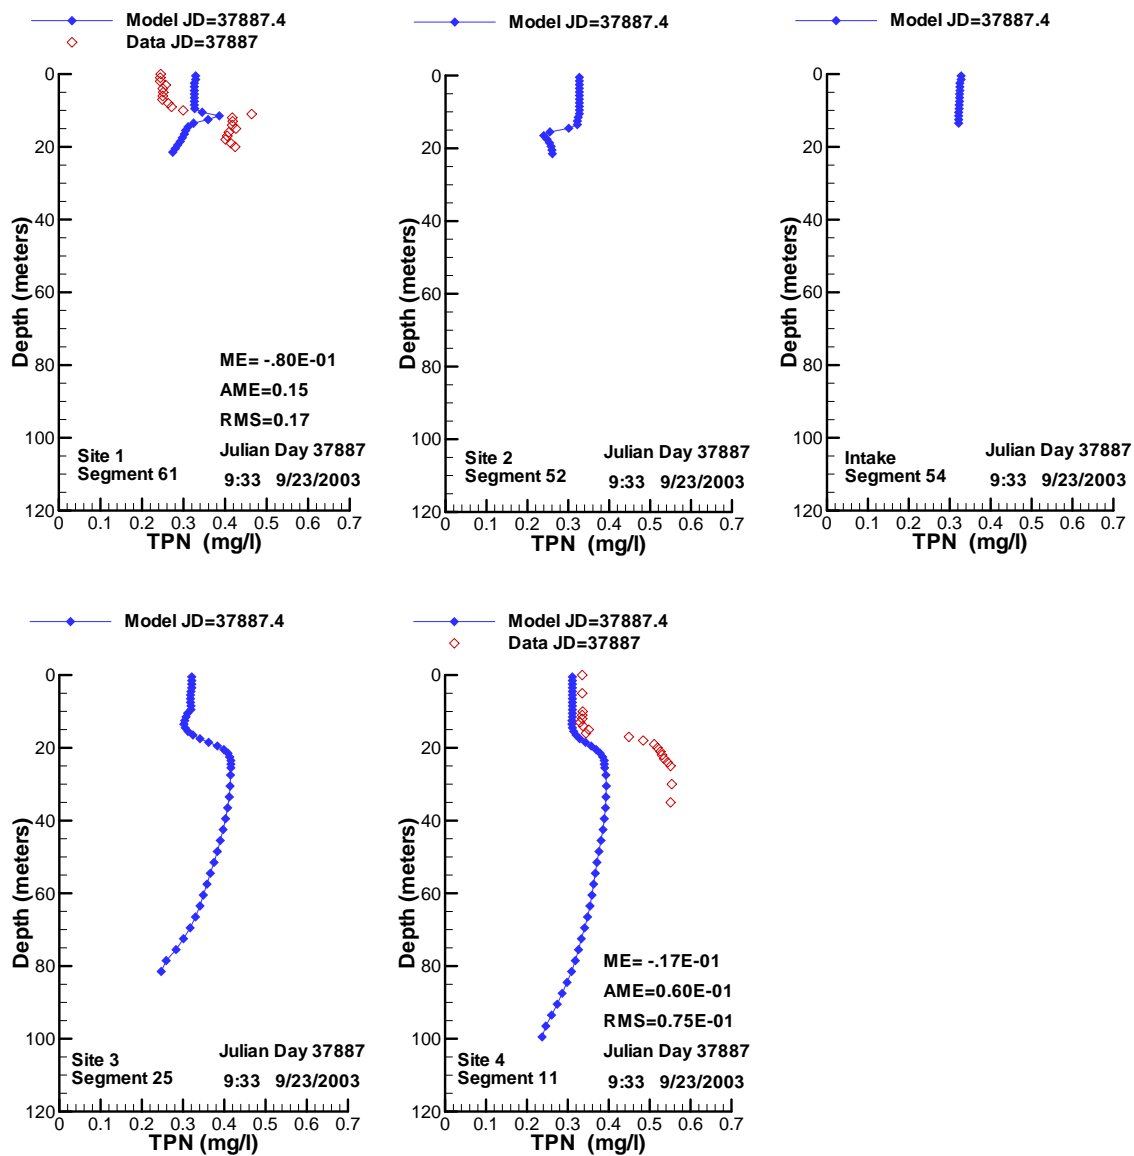 Model JD=37887.4
Data JD=37887
0
20
40
60
80
100
120
Depth (meters)
ME= -.80E-01
AME=0.15
RMS=0.17
Site 1
Segment 61
Julian Day 37887
9:33 9/23/2003
0 0.1 0.2 0.3 0.4 0.5 0.6 0.7
TPN (mg/l)
Model JD=37887.4
0
20
40
60
80
100
120
Depth (meters)
Site 2
Segment 52
Julian Day 37887
9:33 9/23/2003
0 0.1 0.2 0.3 0.4 0.5 0.6 0.7
TPN (mg/l)
Model JD=37887.4
0
20
40
60
80
100
120
Depth (meters)
Intake
Segment 54
Julian Day 37887
9:33 9/23/2003
0 0.1 0.2 0.3 0.4 0.5 0.6 0.7
TPN (mg/l)
Model JD=37887.4
0
20
40
60
80
100
120
Depth (meters)
Site 3
Segment 25
Julian Day 37887
9:33 9/23/2003
0 0.1 0.2 0.3 0.4 0.5 0.6 0.7
TPN (mg/l)
Model JD=37887.4
Data JD=37887
0
20
40
60
80
100
120
Depth (meters)
ME= -.17E-01
AME=0.60E-01
RMS=0.75E-01
Site 4
Segment 11
Julian Day 37887
9:33 9/23/2003
0 0.1 0.2 0.3 0.4 0.5 0.6 0.7
TPN (mg/l)